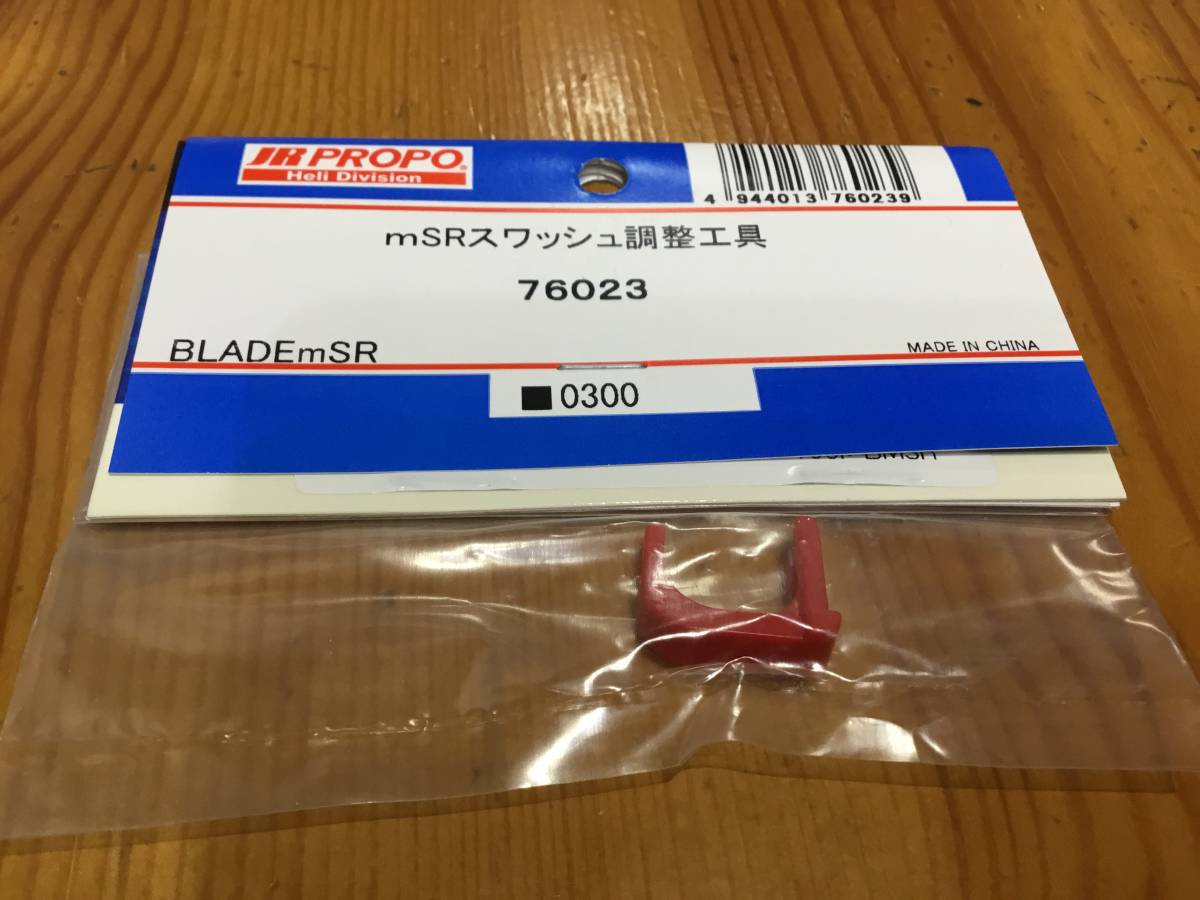 JR PROPO®
Heli Division
4 944013 760239
mSRスワッシュ調整工具
76023
BLADEmSR
MADE IN CHINA
■0300